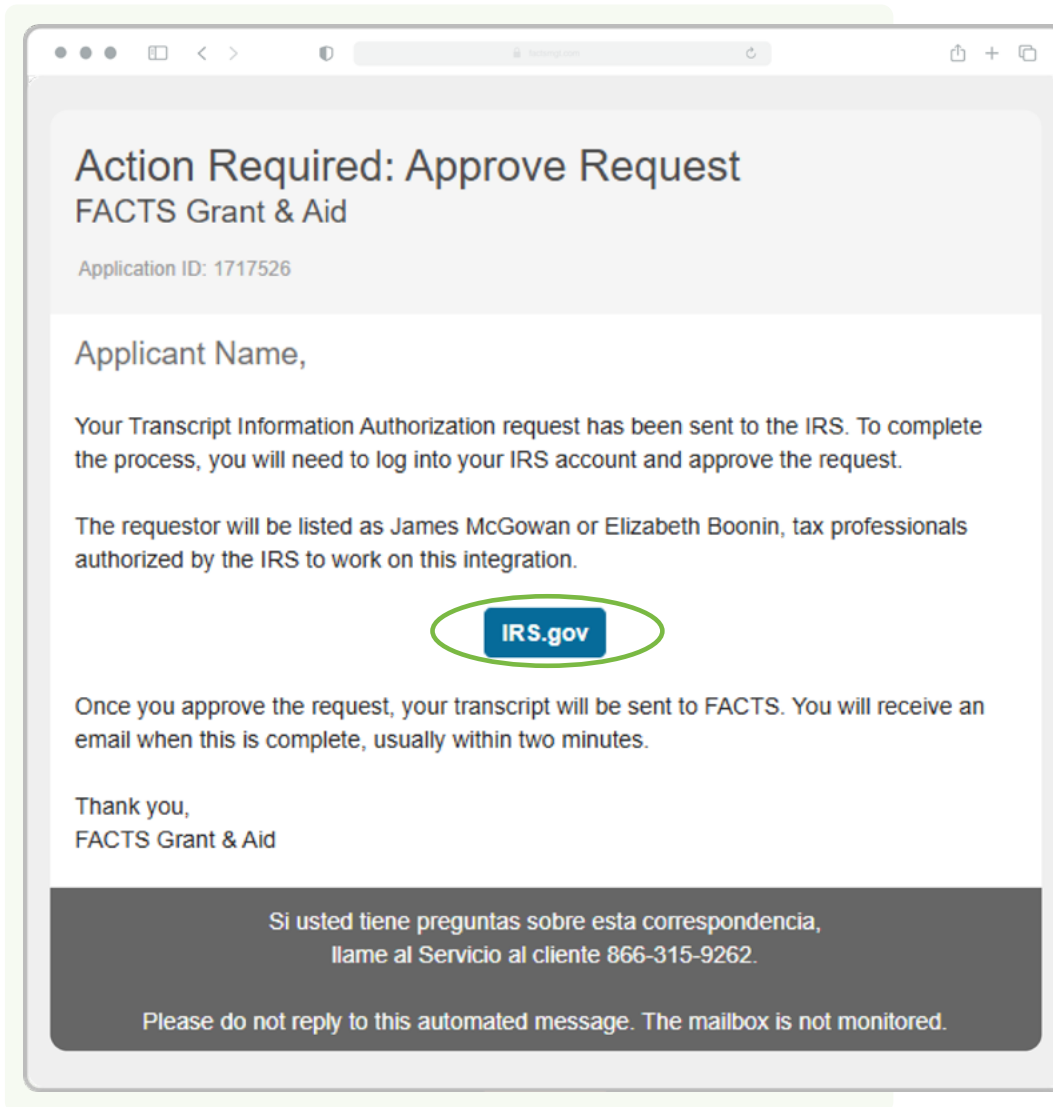 Action Required: Approve Request
FACTS Grant & Aid
Application ID: 1717526
Applicant Name,
Your Transcript Information Authorization request has been sent to the IRS. To complete
the process, you will need to log into your IRS account and approve the request.
The requestor will be listed as James McGowan or Elizabeth Boonin, tax professionals
authorized by the IRS to work on this integration.
IRS.gov
Once you approve the request, your transcript will be sent to FACTS. You will receive an
email when this is complete, usually within two minutes.
Thank you,
FACTS Grant & Aid
Si usted tiene preguntas sobre esta correspondencia,
llame al Servicio al cliente 866-315-9262.
Please do not reply to this automated message. The mailbox is not monitored.